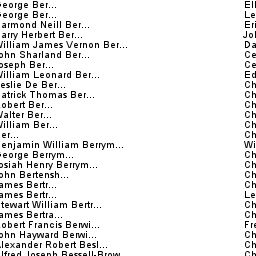 George Ber... Ell
George Ber... Le
armond Neill Ber... Eri
arry Herbert Ber... Jol
William James Vernon Ber... Da
ohn Sharland Ber... Ce
oseph Ber... Ce
William Leonard Ber... Ed
eslie De Ber... Ch
atrick Thomas Ber... Ch
obert Ber... Ch
Walter Ber... Ch
William Ber... Ch
er... Ch
enjamin William Berrym... Wi
George Berrym... Ch
osiah Henry Berrym... Ch
ohn Bertensh... Ch
ames Bertr... Ch
ames Bertr... Le
tewart William Bertr... Ch
ames Bertra... Ch
obert Francis Berwi... Fre
ohn Hayward Berwi... Ch
Alexander Robert Besl... Ch
lfred Joseph Bessell-Brow... Ch